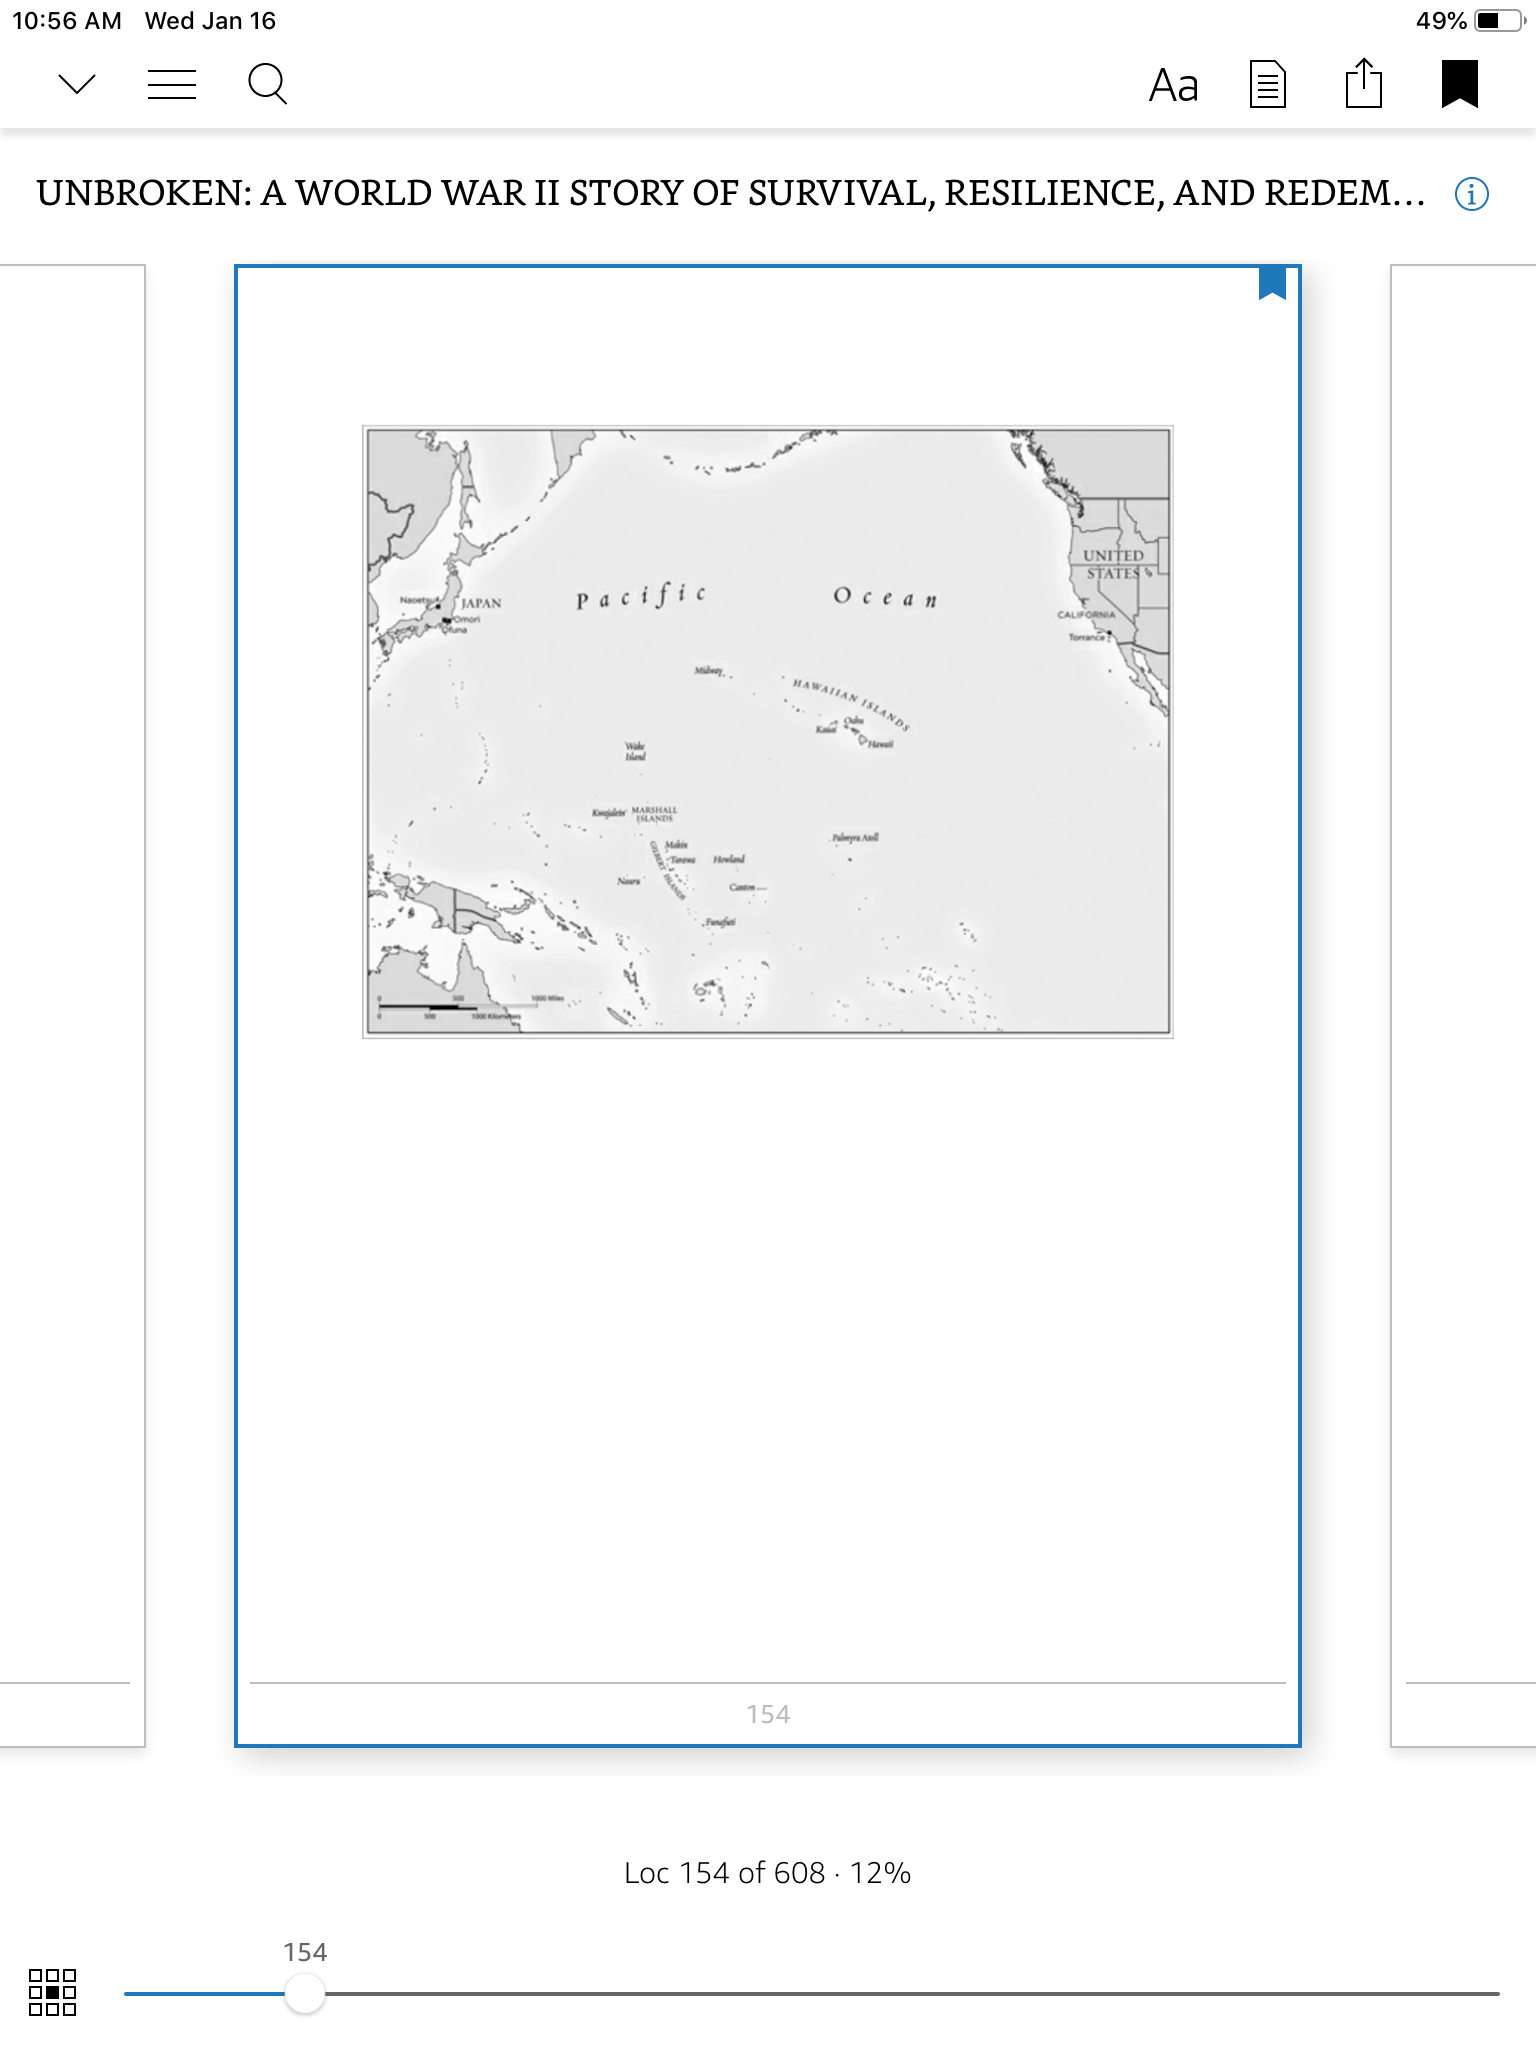 10:56 AM Wed Jan 16
49%
Aa
UNBROKEN: A WORLD WAR II STORY OF SURVIVAL, RESILIENCE, AND REDEM...
UNITED
STATES
Pacific Ocean
Naoetsu
JAPAN
Omori
Ofuna
CALIFORNIA
Torrance
Midway
HAWAIIAN ISLANDS
Kauai
Oahu
Hawaii
Wake
Island
Kwajalein
MARSHALL
ISLANDS
Palmyra Atoll
Makin
Tarawa
Howland
GILBERT ISLANDS
Nauru
Canton
Funafuti
0 500 1000 Miles
0 500 1000 Kilometers
154
Loc 154 of 608 · 12%
154